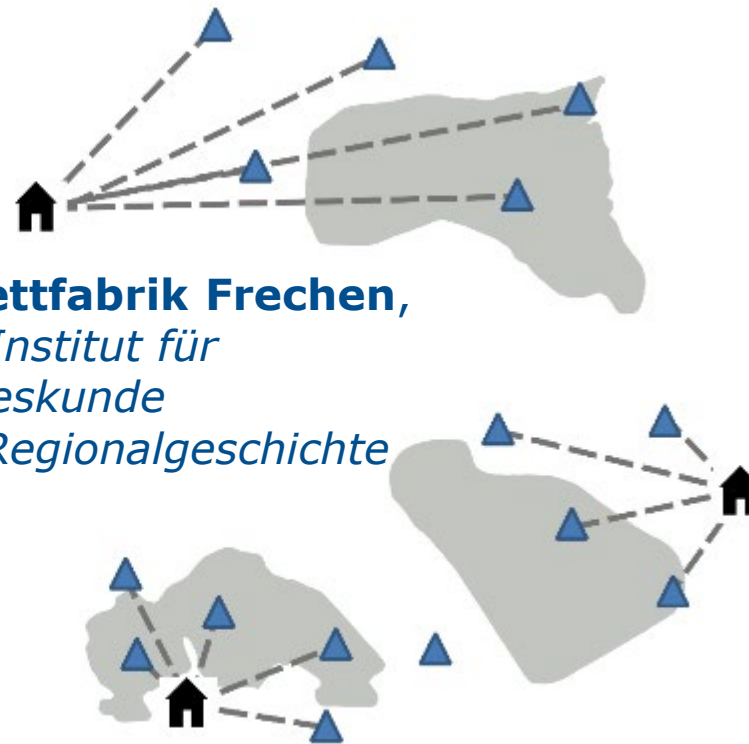 ettfabrik Frechen,
Institut für
eskunde
Regionalgeschichte